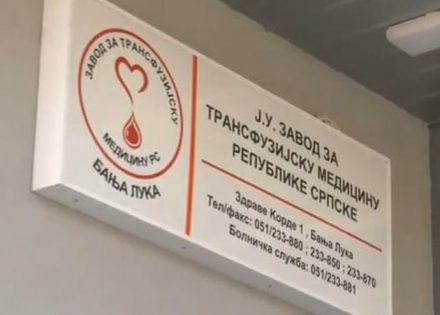 ЗАВОД ЗА ТРАНСФУЗИЈСКУ
МЕДИЦИНУ РС
БАЊА ЛУКА
Ј.У. ЗАВОД ЗА
ТРАНСФУЗИЈСКУ МЕДИЦИНУ
РЕПУБЛИКЕ СРПСКЕ
Здраве Корде 1 , Бања Лука
Тел/факс: 051/233-880 ; 233-850 ; 233-870
Болничка служба: 051/233-881